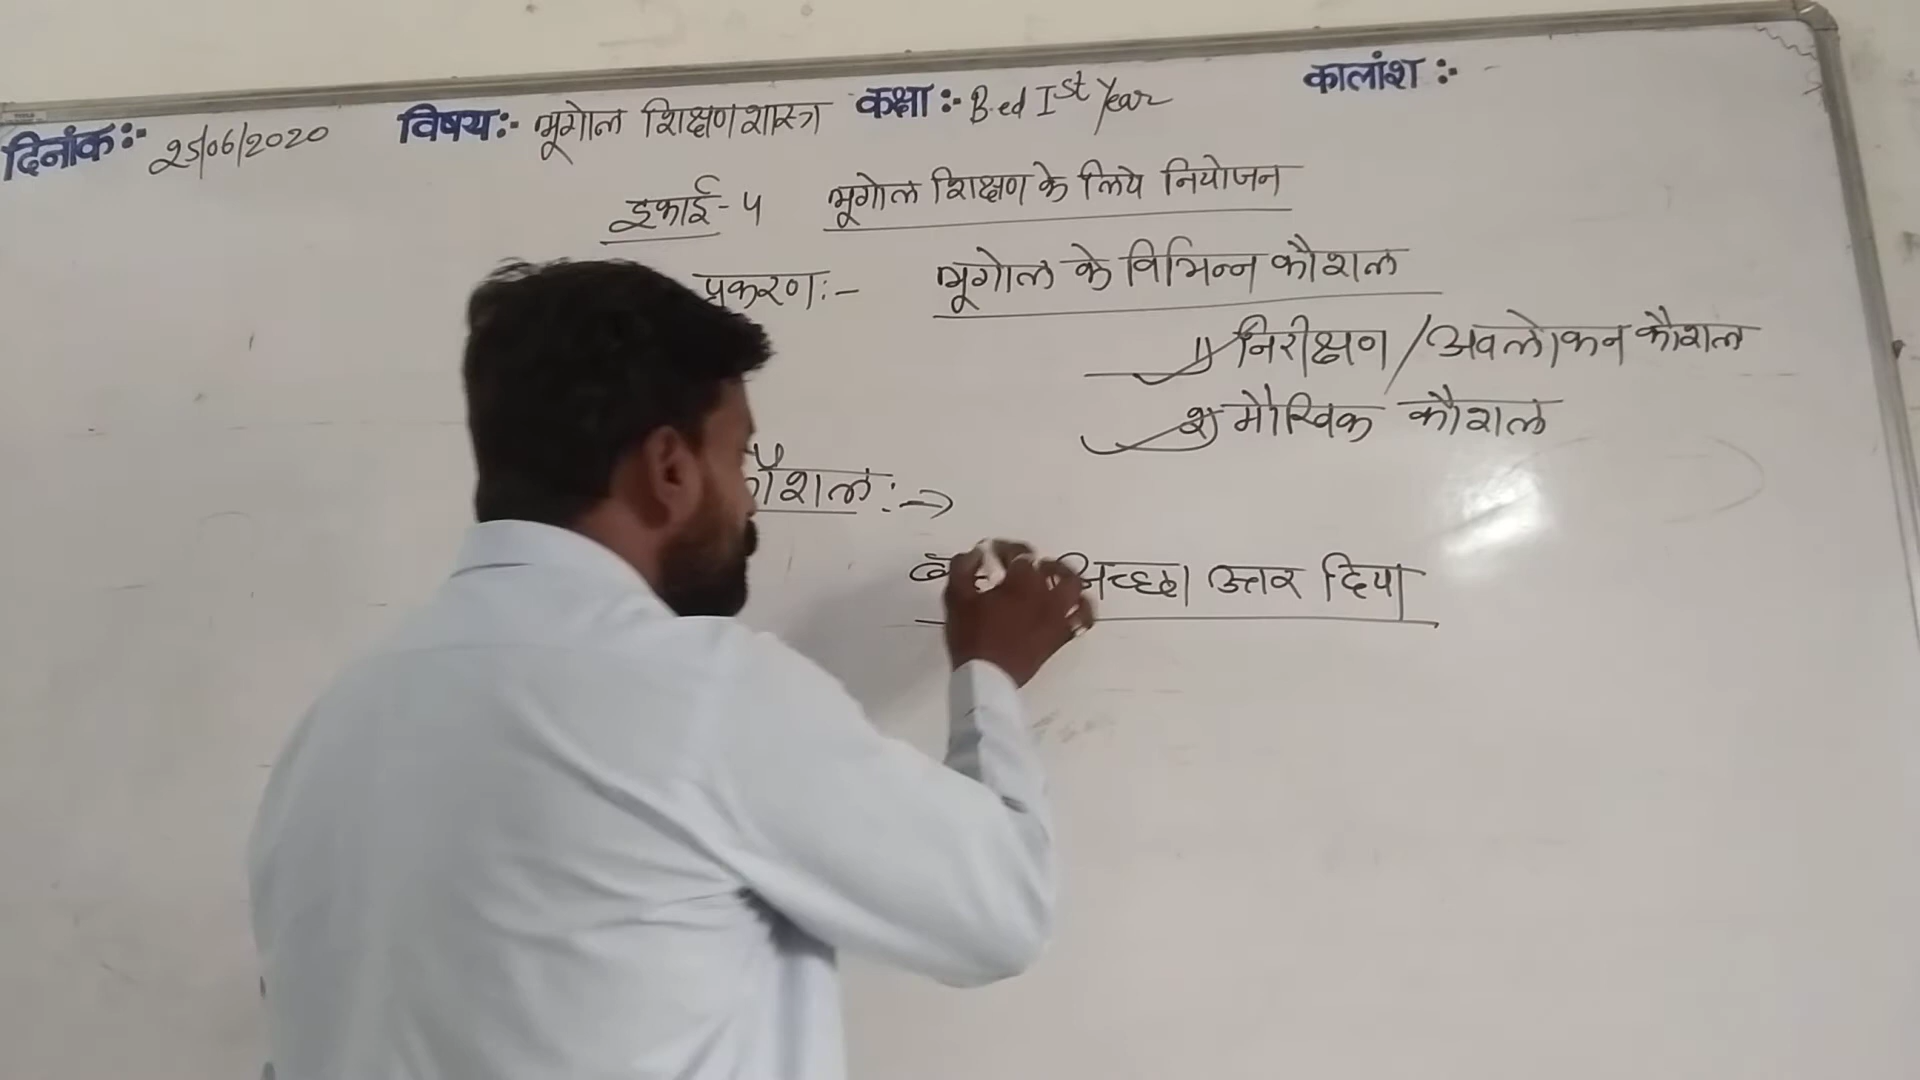 दिनांक:- 25/06/2020 विषय:- भूगोल शिक्षणशास्त्र कक्षा:- B.ed Ist Year कालांश:-
इकाई-5 भूगोल शिक्षण के लिये नियोजन
प्रकरण:- भूगोल के विभिन्न कौशल
1) निरीक्षण / अवलोकन कौशल
2) मौखिक कौशल
कौशल:→
अच्छा उत्तर दिया